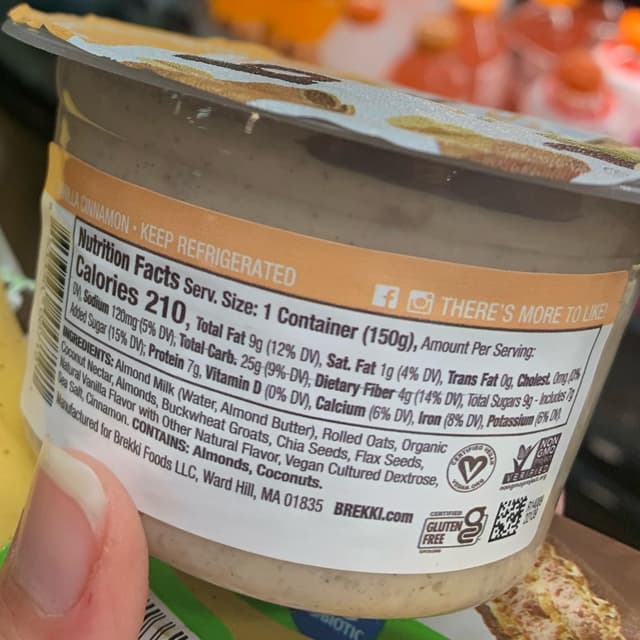 CINNAMON • KEEP REFRIGERATED
THERE'S MORE TO LIKE!
Nutrition Facts Serv. Size: 1 Container (150g), Amount Per Serving:
Calories 210, Total Fat 9g (12% DV), Sat. Fat 1g (4% DV), Trans Fat 0g, Cholest. 0mg (0%
DV), Sodium 120mg (5% DV), Total Carb. 25g (9% DV), Dietary Fiber 4g (14% DV), Total Sugars 9g - Includes 7g
Added Sugar (15% DV), Protein 7g, Vitamin D (0% DV), Calcium (6% DV), Iron (8% DV), Potassium (6% DV).
INGREDIENTS: Almond Milk (Water, Almond Butter), Rolled Oats, Organic
Coconut Nectar, Almonds, Buckwheat Groats, Chia Seeds, Flax Seeds,
Natural Vanilla Flavor with Other Natural Flavor, Vegan Cultured Dextrose,
Sea Salt, Cinnamon. CONTAINS: Almonds, Coconuts.
Manufactured for Brekki Foods LLC, Ward Hill, MA 01835 BREKKI.com
CERTIFIED VEGAN
VEGAN.ORG
NON
GMO
CERTIFIED
GLUTEN
FREE